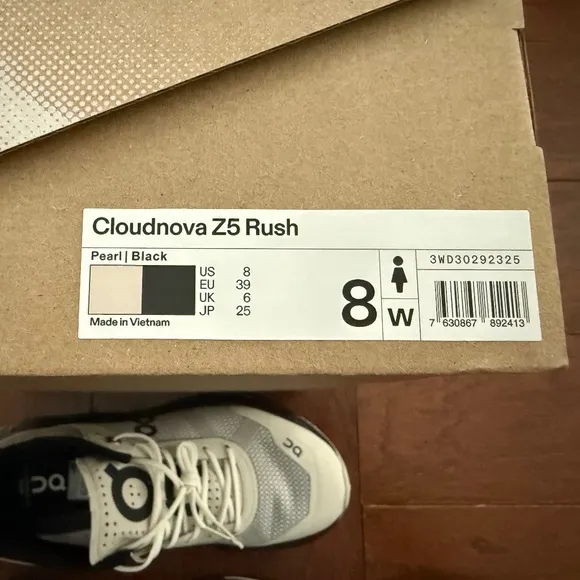 Cloudnova Z5 Rush
Pearl | Black
US 8
EU 39
UK 6
JP 25
Made in Vietnam
8
W
3WD30292325
7 630867 892413
On